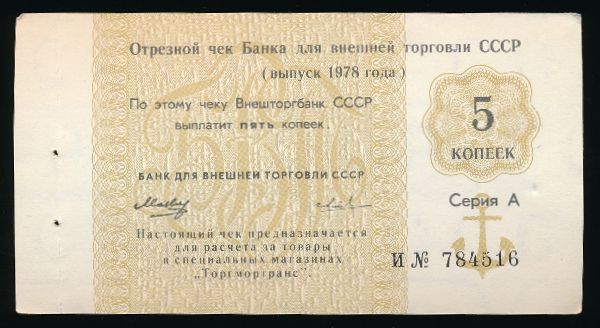 Отрезной чек Банка для внешней торговли СССР
(выпуск 1978 года)
По этому чеку Внешторгбанк СССР
выплатит пять копеек.
5
КОПЕЕК
БАНК ДЛЯ ВНЕШНЕЙ ТОРГОВЛИ СССР
Серия А
Настоящий чек предназначается
для расчета за товары
в специальных магазинах
„Торгмортранс".
И № 784516